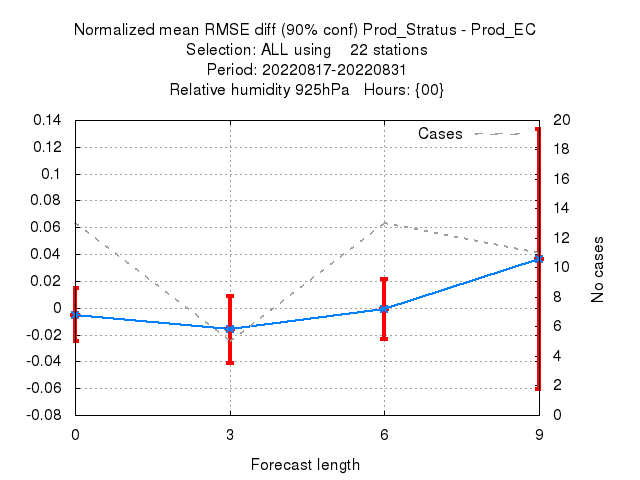 Normalized mean RMSE diff (90% conf) Prod_Stratus - Prod_EC
Selection: ALL using    22 stations
Period: 20220817-20220831
Relative humidity 925hPa   Hours: {00}
0.14
0.12
0.1
0.08
0.06
0.04
0.02
0
-0.02
-0.04
-0.06
-0.08
Cases
20
18
16
14
12
10
8
6
4
2
0
No cases
0 3 6 9
Forecast length